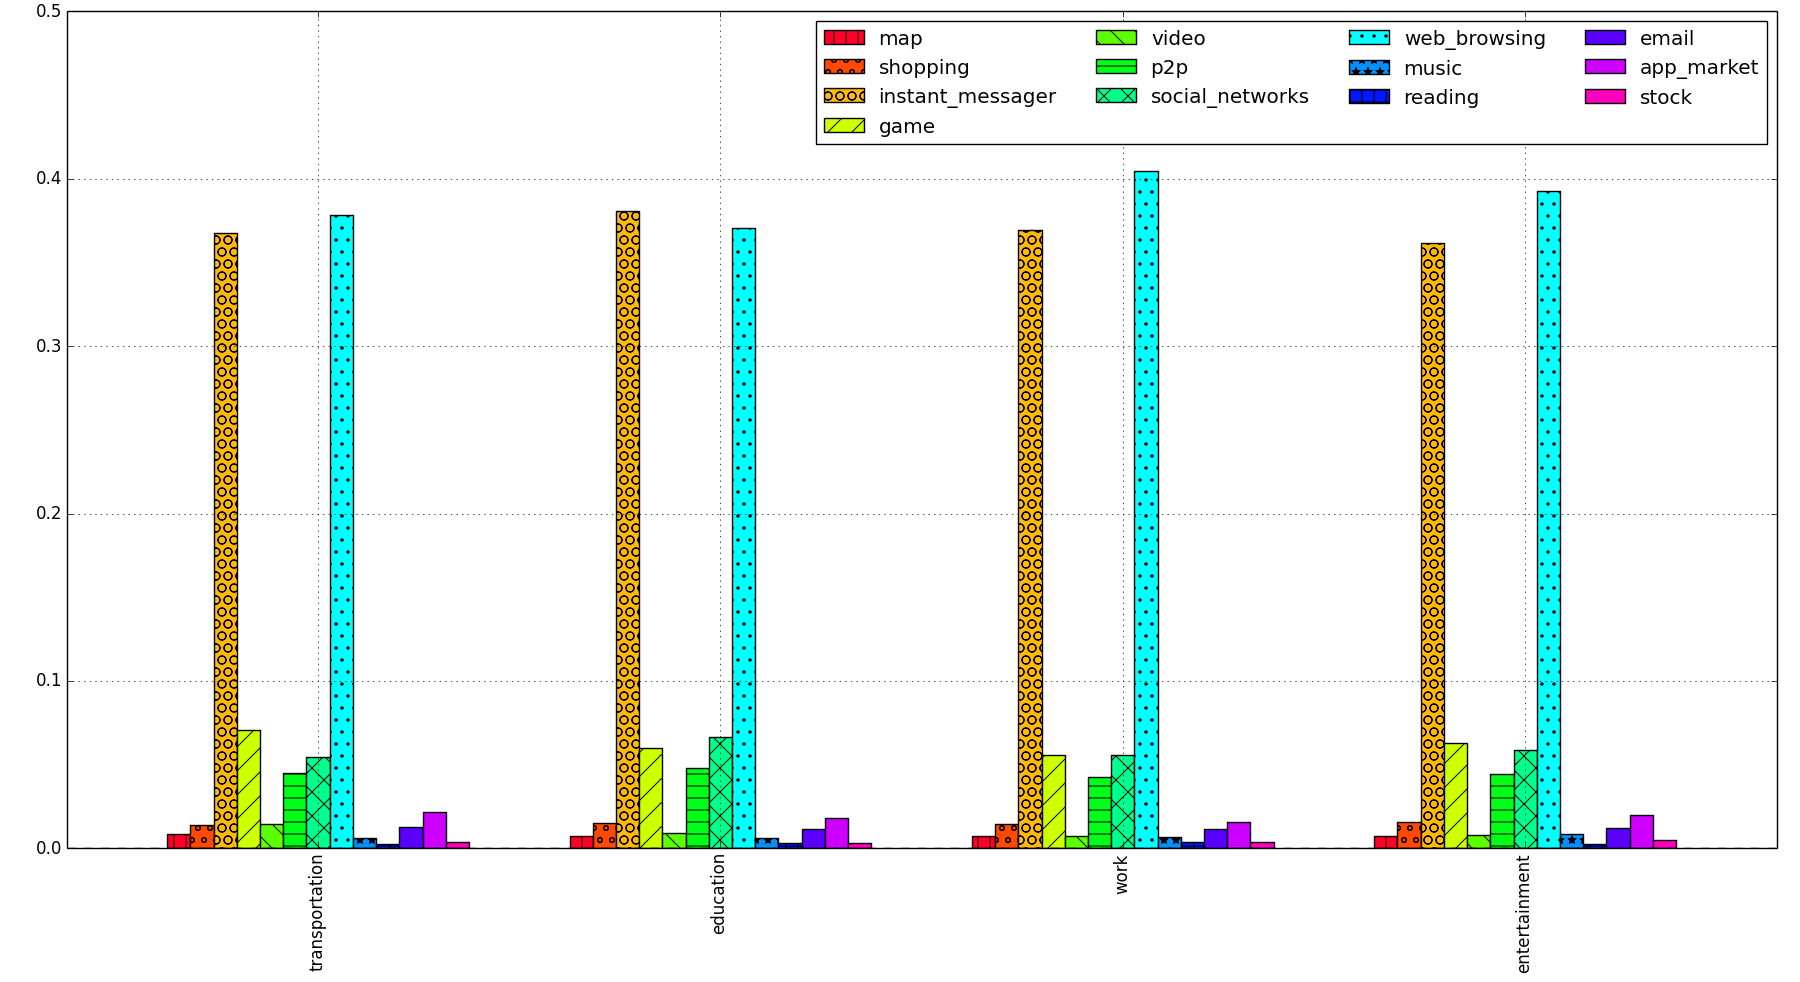 0.5
0.4
0.3
0.2
0.1
0.0
map
shopping
instant_messager
game
video
p2p
social_networks
web_browsing
music
reading
email
app_market
stock
transportation
education
work
entertainment